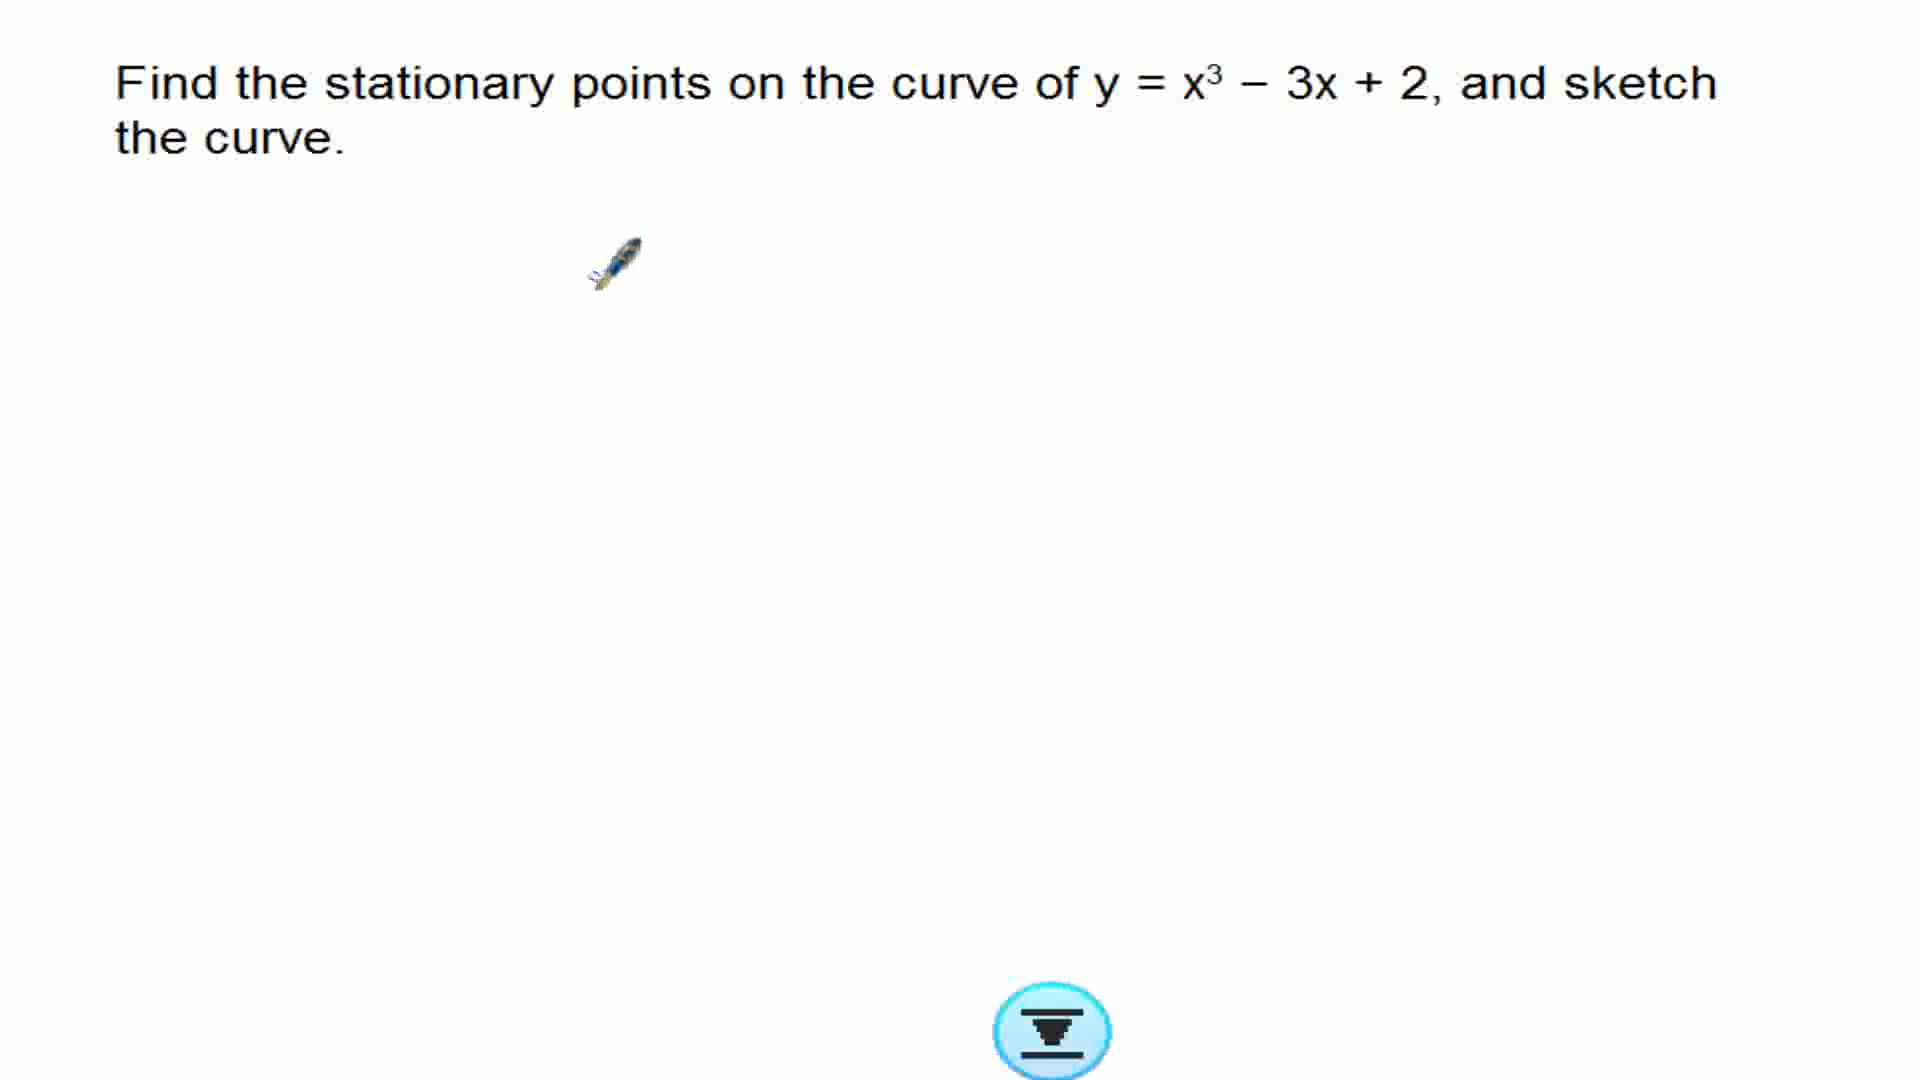 Find the stationary points on the curve of y = x³ − 3x + 2, and sketch
the curve.